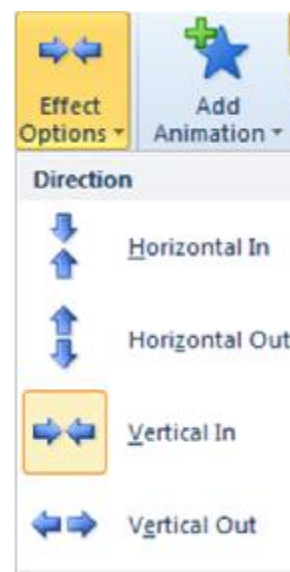 Effect
Options
Add
Animation
Direction
Horizontal In
Horizontal Out
Vertical In
Vertical Out